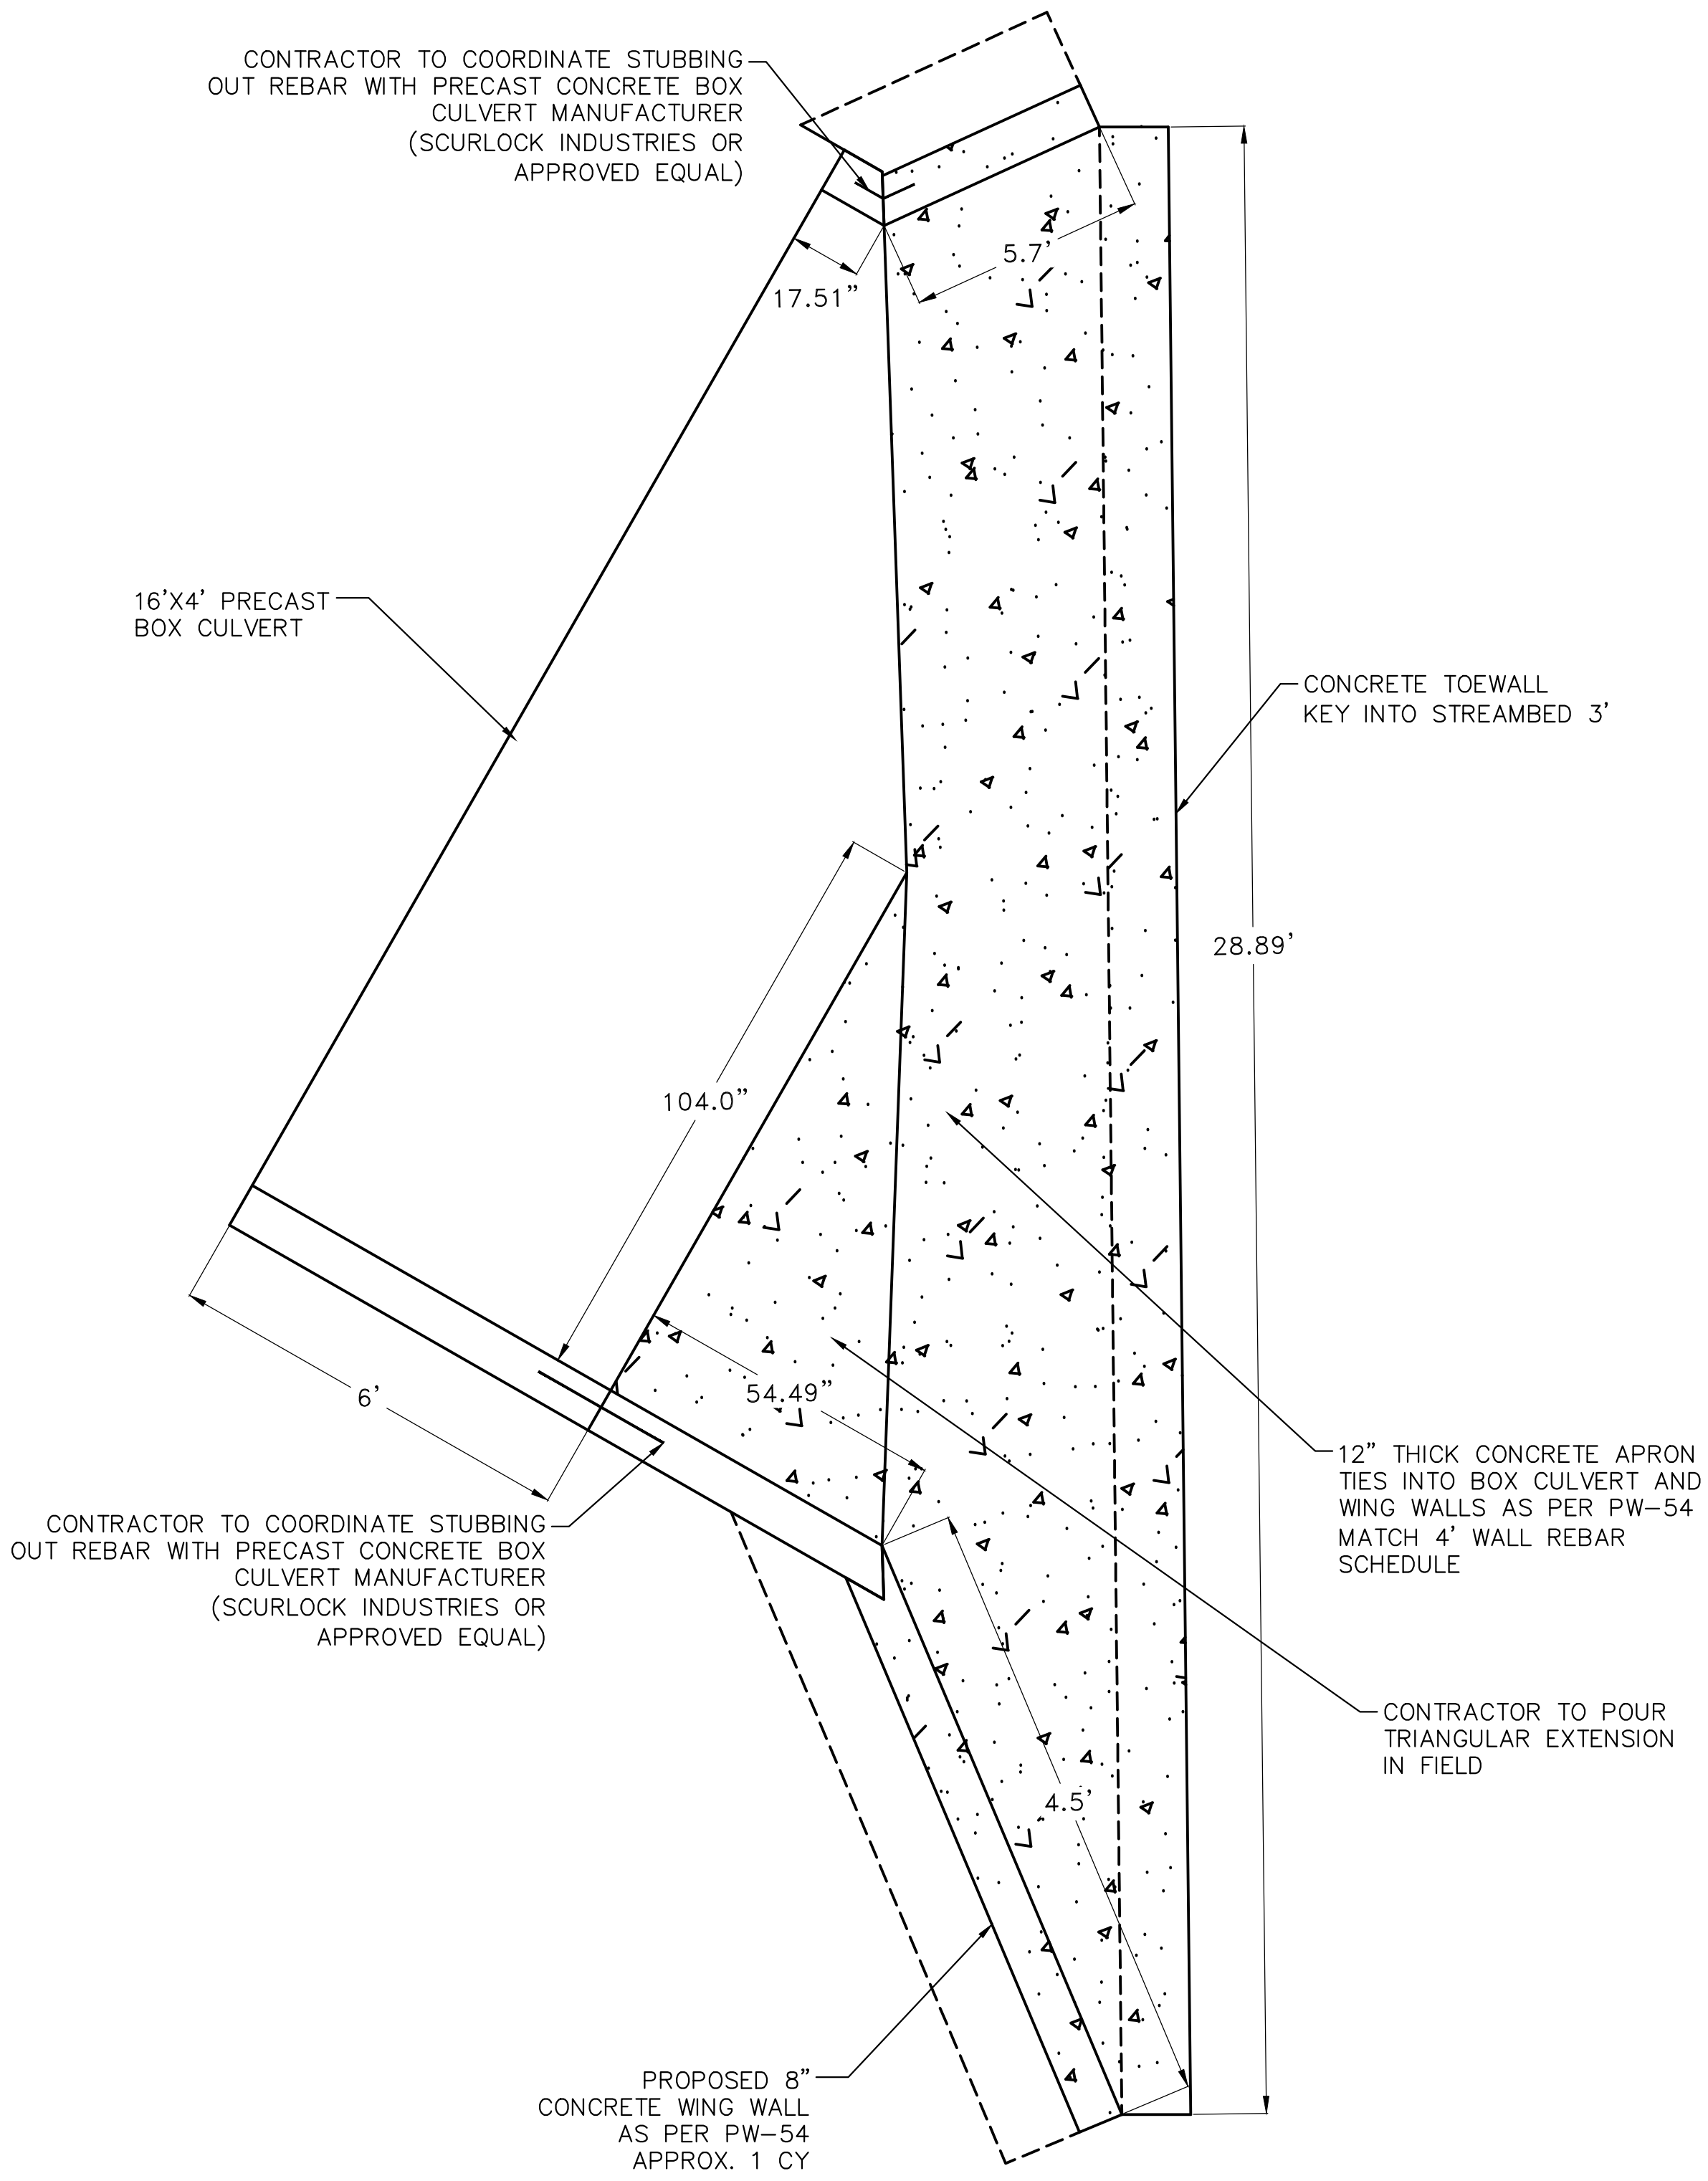 CONTRACTOR TO COORDINATE STUBBING
OUT REBAR WITH PRECAST CONCRETE BOX
CULVERT MANUFACTURER
(SCURLOCK INDUSTRIES OR
APPROVED EQUAL)
5.7'
17.51"
16'X4' PRECAST
BOX CULVERT
CONCRETE TOEWALL
KEY INTO STREAMBED 3'
28.89'
104.0"
6'
54.49"
12" THICK CONCRETE APRON
TIES INTO BOX CULVERT AND
WING WALLS AS PER PW-54
MATCH 4' WALL REBAR
SCHEDULE
CONTRACTOR TO COORDINATE STUBBING
OUT REBAR WITH PRECAST CONCRETE BOX
CULVERT MANUFACTURER
(SCURLOCK INDUSTRIES OR
APPROVED EQUAL)
CONTRACTOR TO POUR
TRIANGULAR EXTENSION
IN FIELD
4.5'
PROPOSED 8"
CONCRETE WING WALL
AS PER PW-54
APPROX. 1 CY